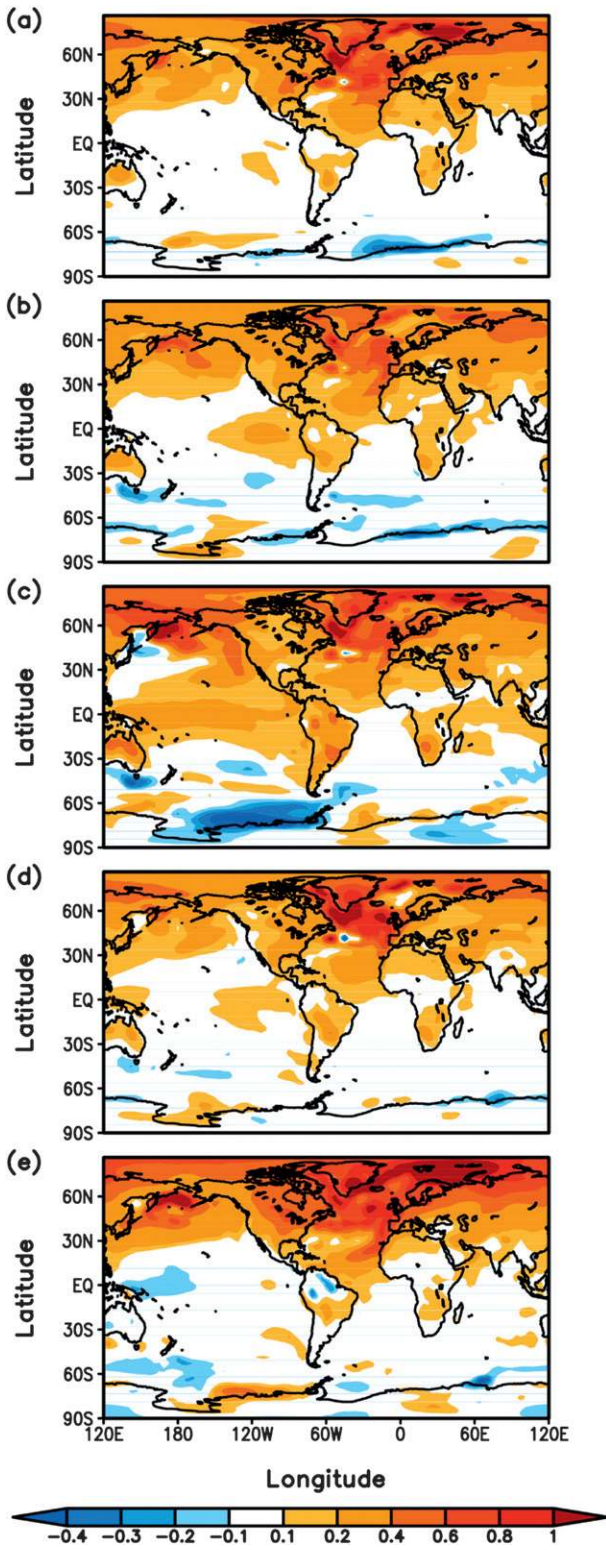 (a)
Latitude
60N
30N
EQ
30S
60S
90S
(b)
Latitude
60N
30N
EQ
30S
60S
90S
(c)
Latitude
60N
30N
EQ
30S
60S
90S
(d)
Latitude
60N
30N
EQ
30S
60S
90S
(e)
Latitude
60N
30N
EQ
30S
60S
90S
120E 180 120W 60W 0 60E 120E
Longitude
−0.4 −0.3 −0.2 −0.1 0.1 0.2 0.4 0.6 0.8 1